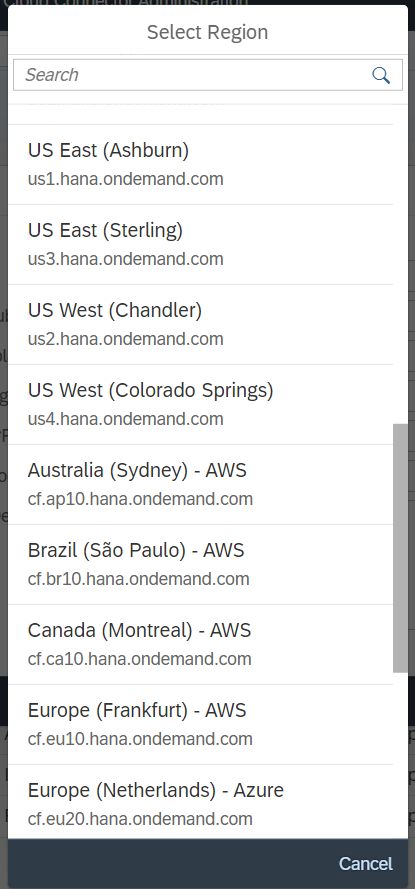 Cloud Connector Administration
Select Region
Search
US East (Ashburn)
us1.hana.ondemand.com
US East (Sterling)
us3.hana.ondemand.com
US West (Chandler)
us2.hana.ondemand.com
US West (Colorado Springs)
us4.hana.ondemand.com
Australia (Sydney) - AWS
cf.ap10.hana.ondemand.com
Brazil (São Paulo) - AWS
cf.br10.hana.ondemand.com
Canada (Montreal) - AWS
cf.ca10.hana.ondemand.com
Europe (Frankfurt) - AWS
cf.eu10.hana.ondemand.com
Europe (Netherlands) - Azure
cf.eu20.hana.ondemand.com
Cancel